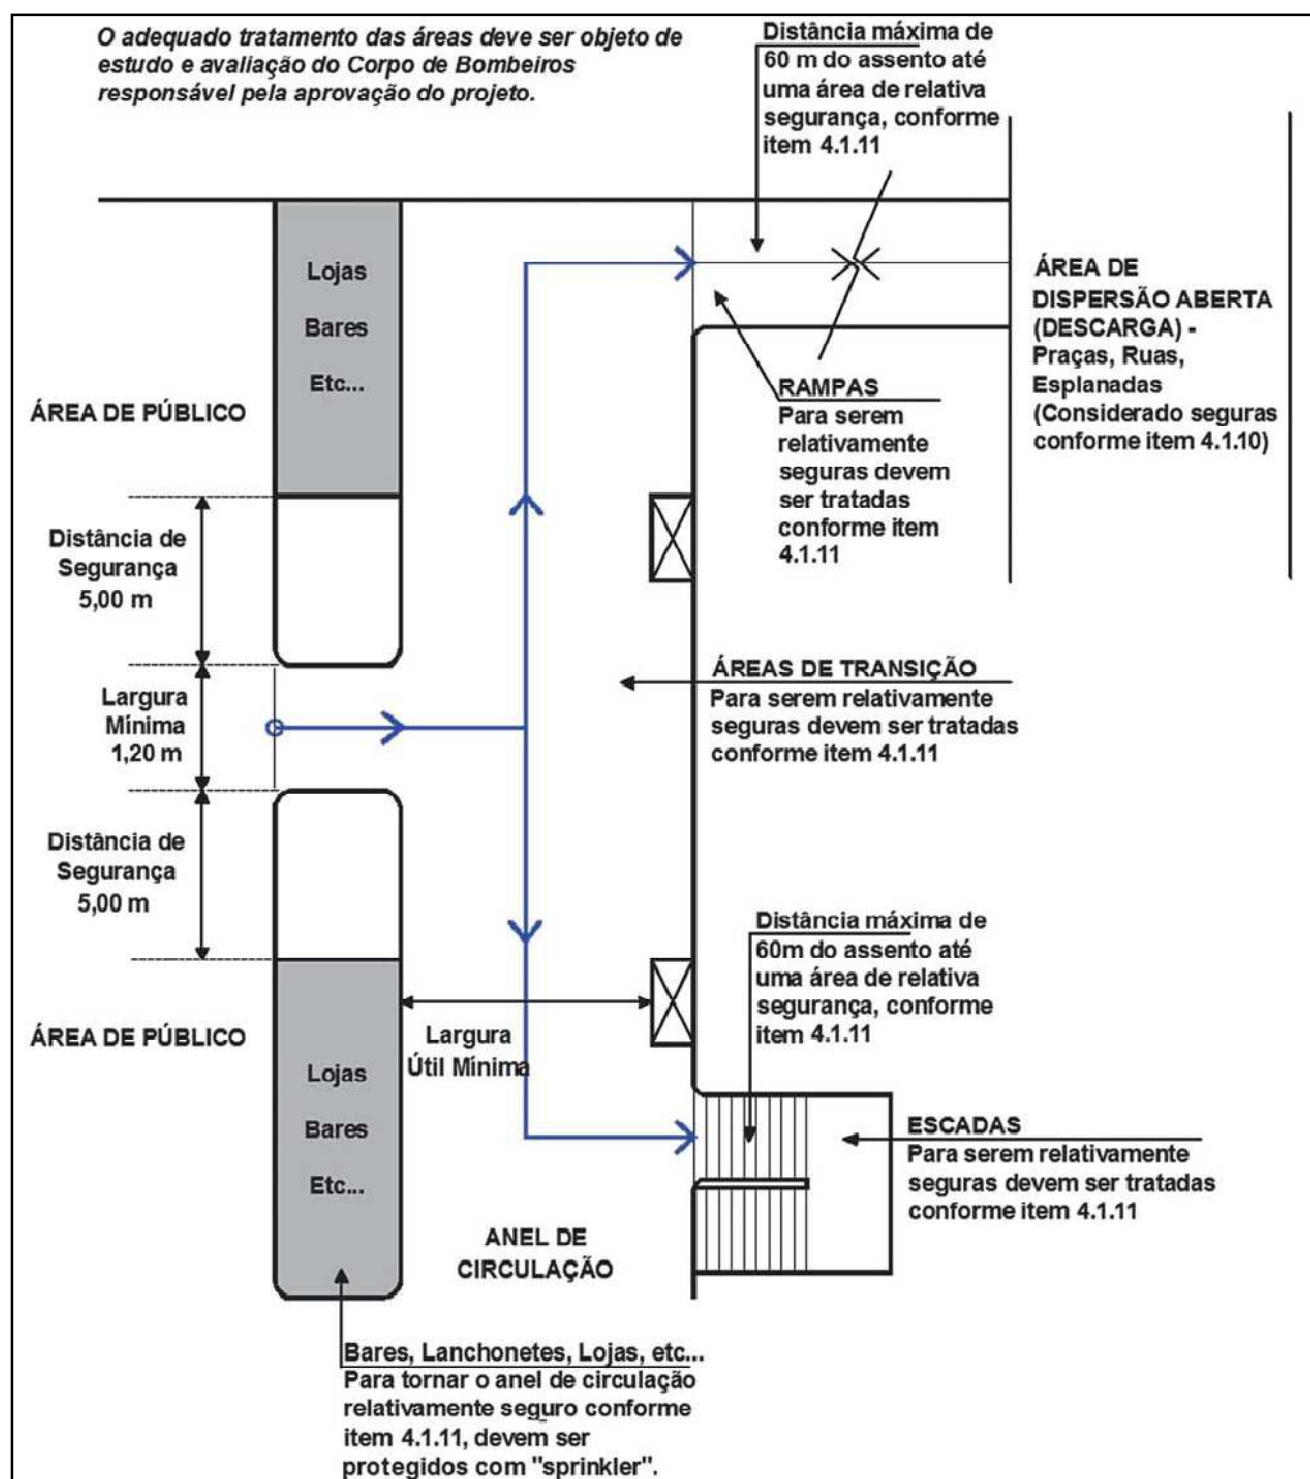 O adequado tratamento das áreas deve ser objeto de
estudo e avaliação do Corpo de Bombeiros
responsável pela aprovação do projeto.
Distância máxima de
60 m do assento até
uma área de relativa
segurança, conforme
item 4.1.11
Lojas
Bares
Etc...
ÁREA DE PÚBLICO
ÁREA DE
DISPERSÃO ABERTA
(DESCARGA) -
Praças, Ruas,
Esplanadas
(Considerado seguras
conforme item 4.1.10)
RAMPAS
Para serem
relativamente
seguras devem
ser tratadas
conforme item
4.1.11
Distância de
Segurança
5,00 m
Largura
Mínima
1,20 m
ÁREAS DE TRANSIÇÃO
Para serem relativamente
seguras devem ser tratadas
conforme item 4.1.11
Distância de
Segurança
5,00 m
Distância máxima de
60m do assento até
uma área de relativa
segurança, conforme
item 4.1.11
ÁREA DE PÚBLICO
Largura
Útil Mínima
Lojas
Bares
Etc...
ESCADAS
Para serem relativamente
seguras devem ser tratadas
conforme item 4.1.11
ANEL DE
CIRCULAÇÃO
Bares, Lanchonetes, Lojas, etc...
Para tornar o anel de circulação
relativamente seguro conforme
item 4.1.11, devem ser
protegidos com "sprinkler".